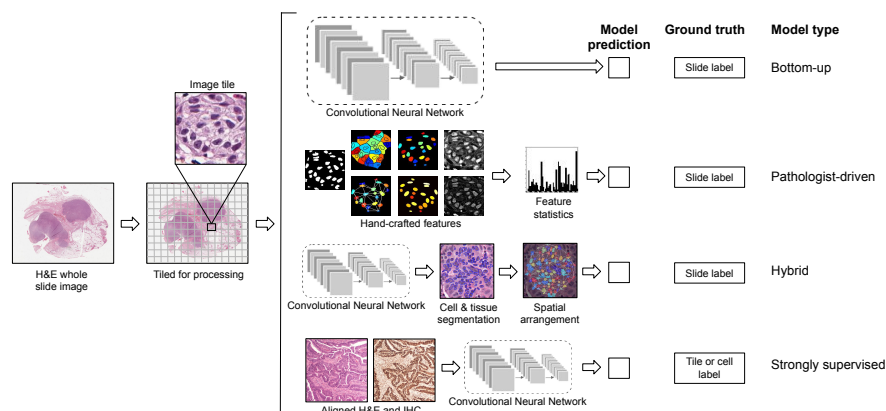 Model prediction
Ground truth
Model type
Image tile
H&E whole slide image
Tiled for processing
Convolutional Neural Network
Slide label
Bottom-up
Hand-crafted features
Feature statistics
Slide label
Pathologist-driven
Convolutional Neural Network
Cell & tissue segmentation
Spatial arrangement
Slide label
Hybrid
Aligned H&E and IHC
Convolutional Neural Network
Tile or cell label
Strongly supervised